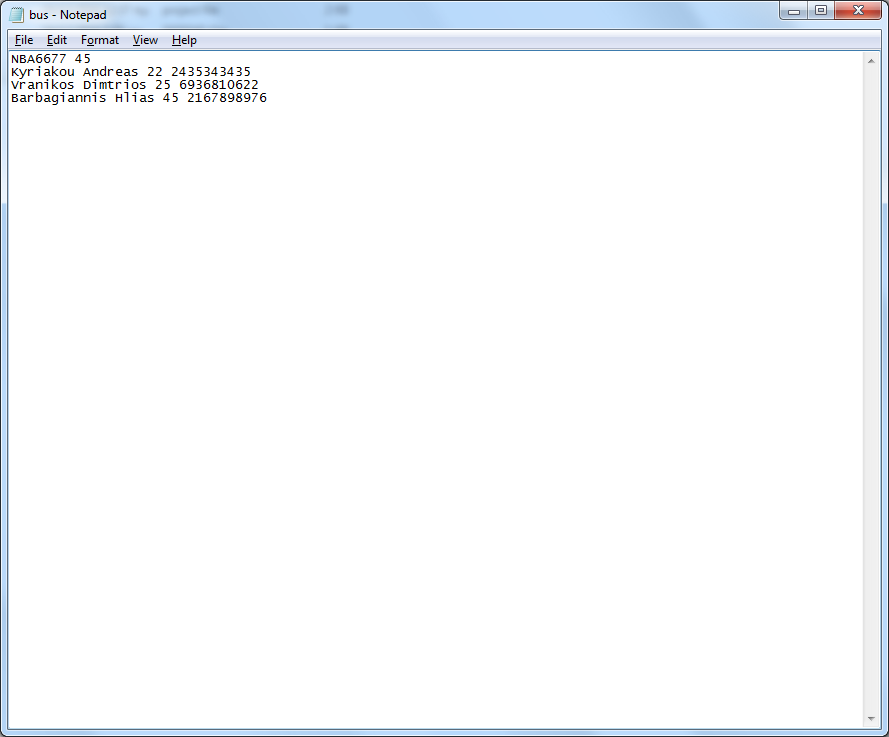 bus - Notepad
File Edit Format View Help
NBA6677 45
Kyriakou Andreas 22 2435343435
Vranikos Dimtrios 25 6936810622
Barbagiannis Hlias 45 2167898976